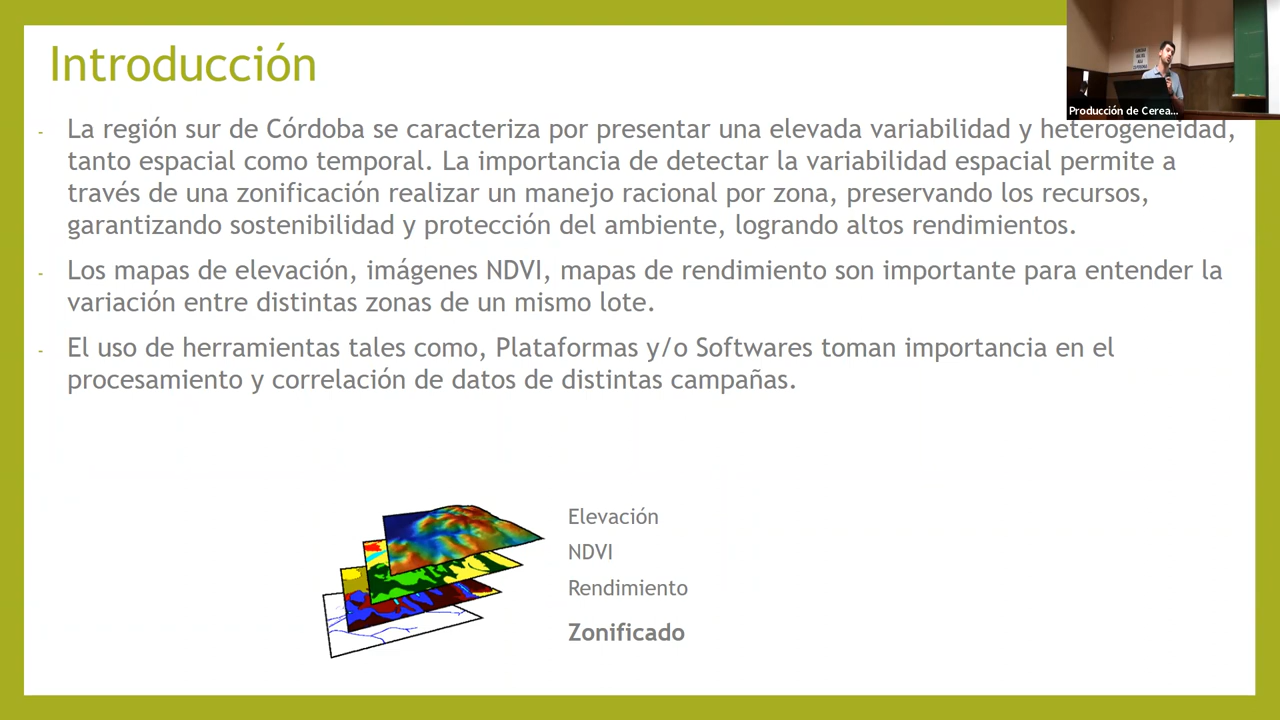 Introducción
- La región sur de Córdoba se caracteriza por presentar una elevada variabilidad y heterogeneidad,
tanto espacial como temporal. La importancia de detectar la variabilidad espacial permite a
través de una zonificación realizar un manejo racional por zona, preservando los recursos,
garantizando sostenibilidad y protección del ambiente, logrando altos rendimientos.
- Los mapas de elevación, imágenes NDVI, mapas de rendimiento son importante para entender la
variación entre distintas zonas de un mismo lote.
- El uso de herramientas tales como, Plataformas y/o Softwares toman importancia en el
procesamiento y correlación de datos de distintas campañas.
Elevación
NDVI
Rendimiento
Zonificado
Producción de Cerea...